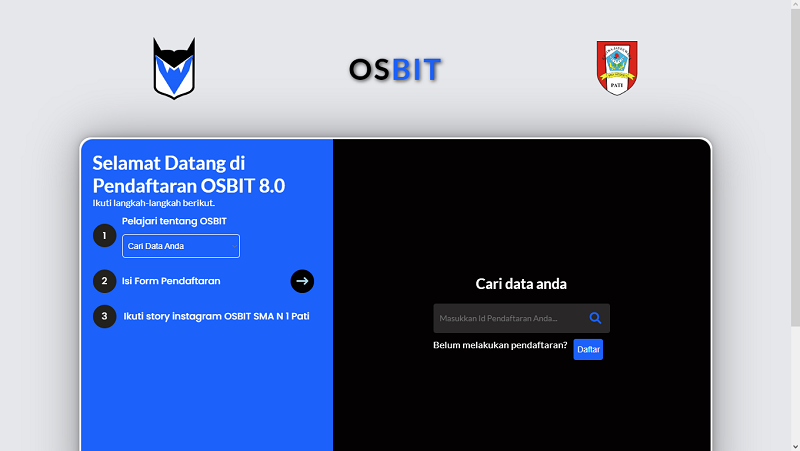 OSBIT
PATI
Selamat Datang di
Pendaftaran OSBIT 8.0
Ikuti langkah-langkah berikut.
1
Pelajari tentang OSBIT
Cari Data Anda
2
Isi Form Pendaftaran
3
Ikuti story instagram OSBIT SMA N 1 Pati
Cari data anda
Masukkan Id Pendaftaran Anda...
Belum melakukan pendaftaran?
Daftar